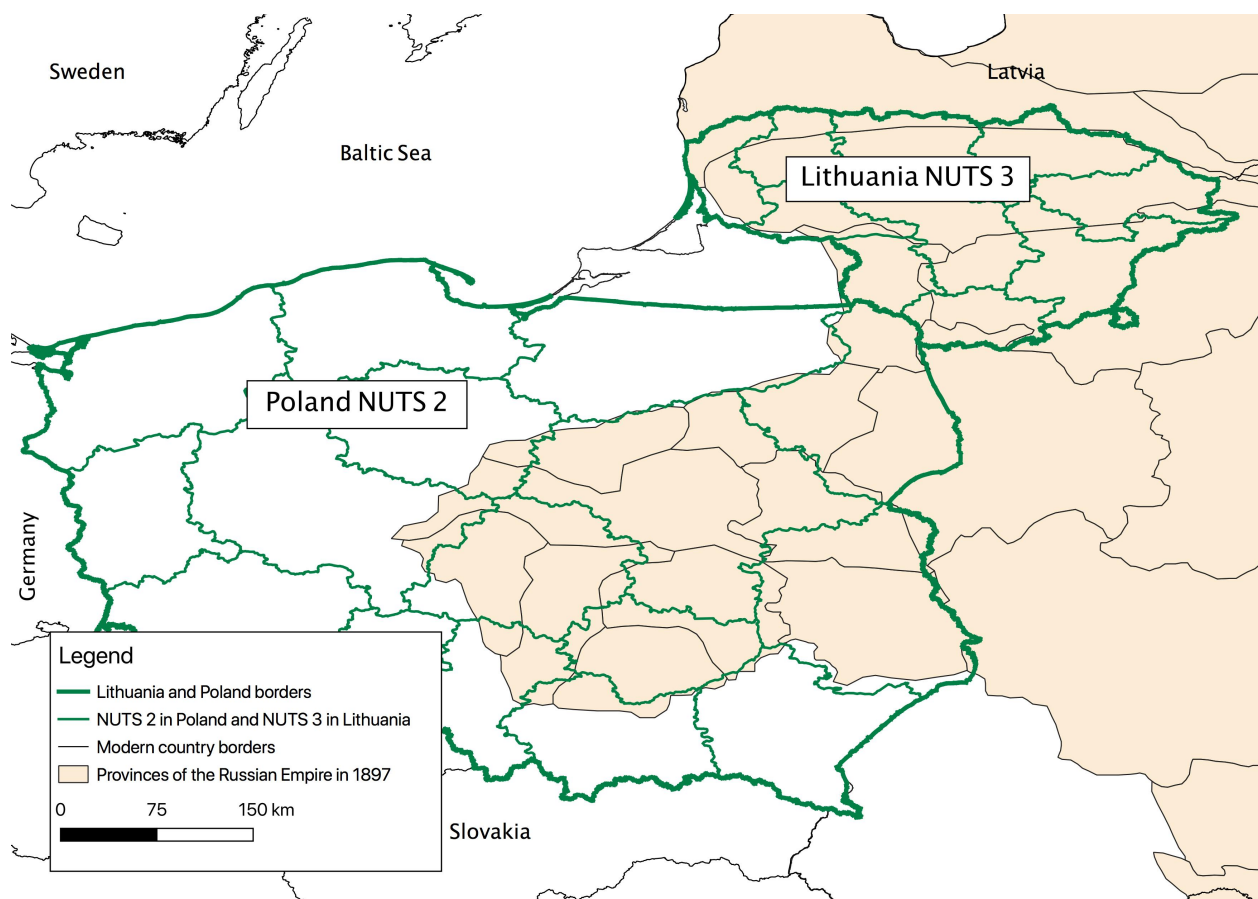 Sweden
Latvia
Baltic Sea
Lithuania NUTS 3
Poland NUTS 2
Germany
Legend
Lithuania and Poland borders
NUTS 2 in Poland and NUTS 3 in Lithuania
Modern country borders
Provinces of the Russian Empire in 1897
0 75 150 km
Slovakia